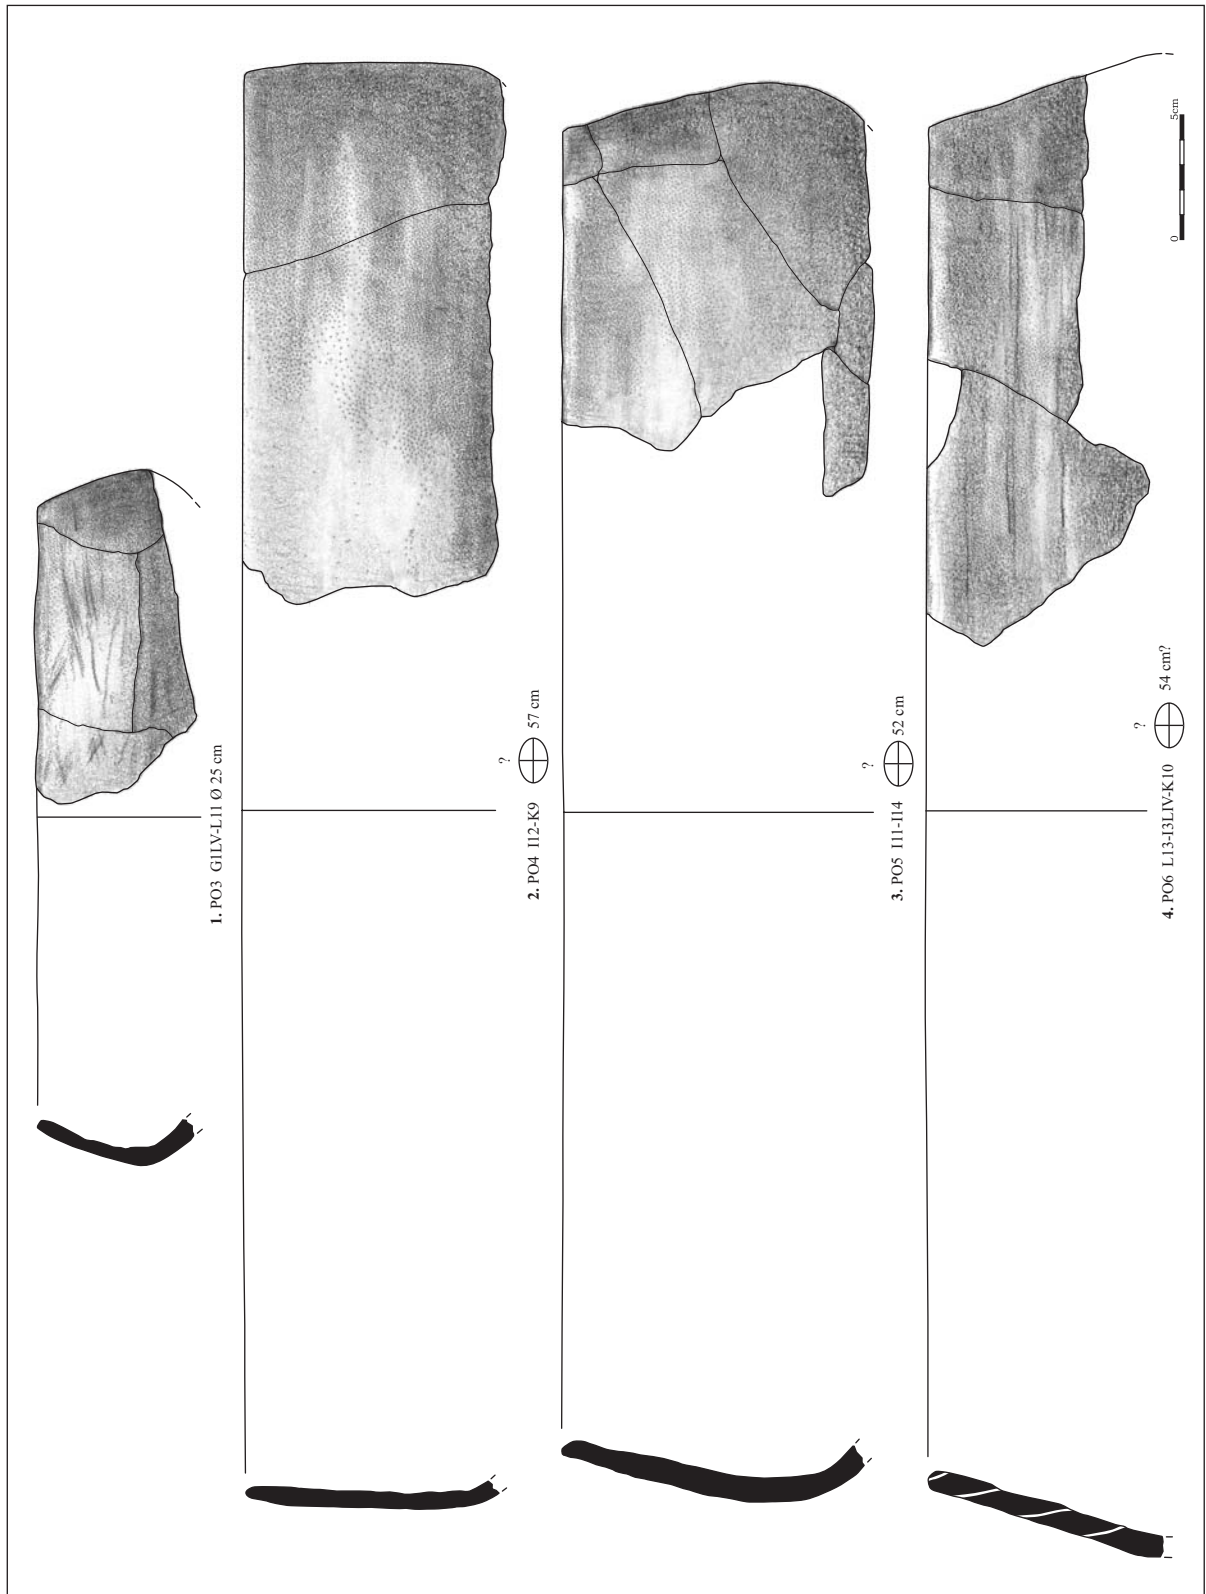 1. PO3 G1LV-L11 Ø 25 cm
?
2. PO4 I12-K9 57 cm
?
3. PO5 I11-I14 52 cm
?
4. PO6 L13-I3LIV-K10 54 cm?
0 5cm